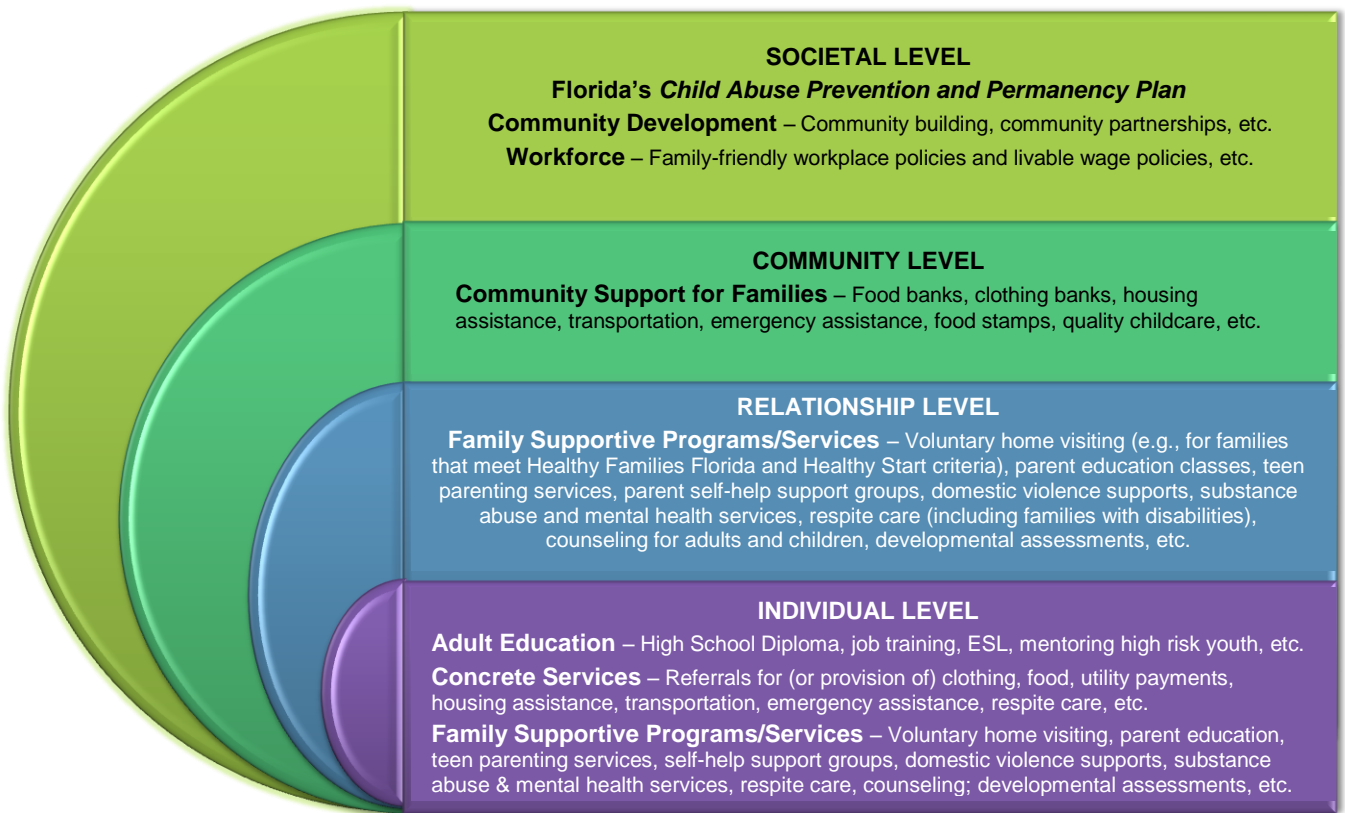 SOCIETAL LEVEL
Florida's Child Abuse Prevention and Permanency Plan
Community Development – Community building, community partnerships, etc.
Workforce – Family-friendly workplace policies and livable wage policies, etc.
COMMUNITY LEVEL
Community Support for Families – Food banks, clothing banks, housing
assistance, transportation, emergency assistance, food stamps, quality childcare, etc.
RELATIONSHIP LEVEL
Family Supportive Programs/Services – Voluntary home visiting (e.g., for families
that meet Healthy Families Florida and Healthy Start criteria), parent education classes, teen
parenting services, parent self-help support groups, domestic violence supports, substance
abuse and mental health services, respite care (including families with disabilities),
counseling for adults and children, developmental assessments, etc.
INDIVIDUAL LEVEL
Adult Education – High School Diploma, job training, ESL, mentoring high risk youth, etc.
Concrete Services – Referrals for (or provision of) clothing, food, utility payments,
housing assistance, transportation, emergency assistance, respite care, etc.
Family Supportive Programs/Services – Voluntary home visiting, parent education,
teen parenting services, self-help support groups, domestic violence supports, substance
abuse & mental health services, respite care, counseling; developmental assessments, etc.